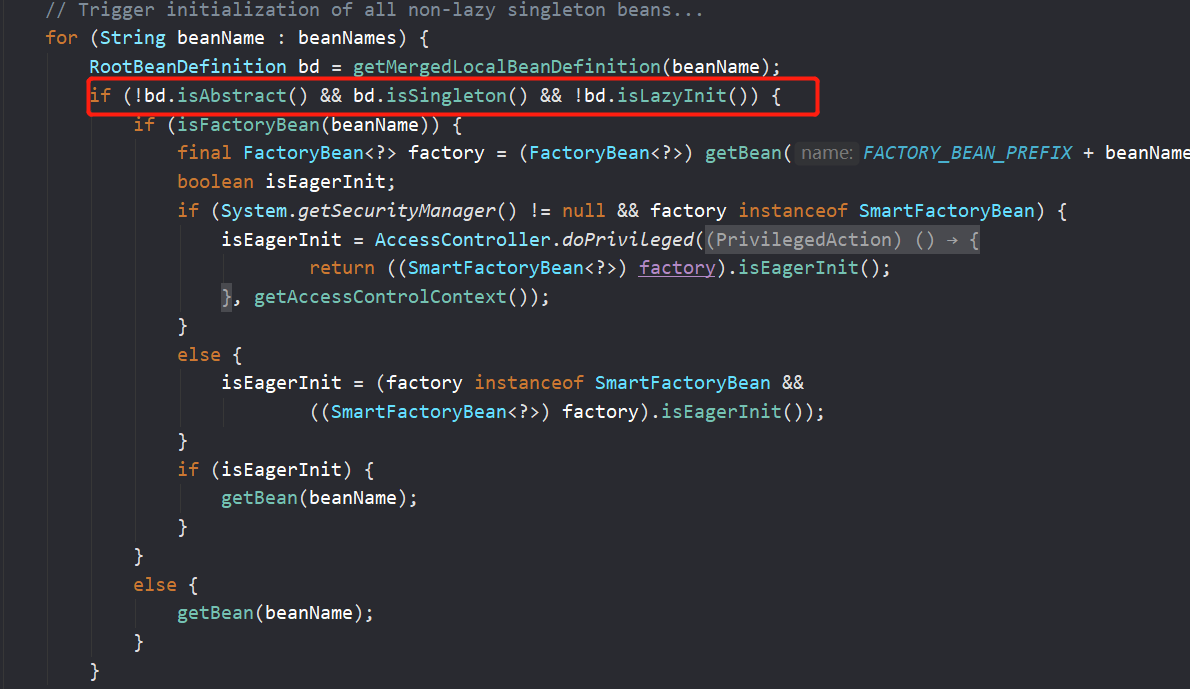 // Trigger initialization of all non-lazy singleton beans...
for (String beanName : beanNames) {
RootBeanDefinition bd = getMergedLocalBeanDefinition(beanName);
if (!bd.isAbstract() && bd.isSingleton() && !bd.isLazyInit()) {
if (isFactoryBean(beanName)) {
final FactoryBean<?> factory = (FactoryBean<?>) getBean( name: FACTORY_BEAN_PREFIX + beanName
boolean isEagerInit;
if (System.getSecurityManager() != null && factory instanceof SmartFactoryBean) {
isEagerInit = AccessController.doPrivileged((PrivilegedAction) () → {
return ((SmartFactoryBean<?>) factory).isEagerInit();
}, getAccessControlContext());
}
else {
isEagerInit = (factory instanceof SmartFactoryBean &&
((SmartFactoryBean<?>) factory).isEagerInit());
}
if (isEagerInit) {
getBean(beanName);
}
}
else {
getBean(beanName);
}
}